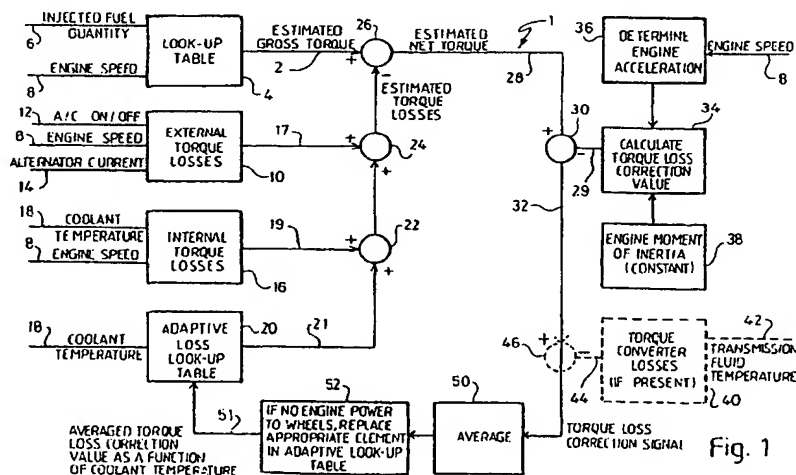 INJECTED FUEL
QUANTITY
6
ENGINE SPEED
8
LOOK-UP
TABLE
4
ESTIMATED
GROSS TORQUE
2
26
+
−
ESTIMATED
NET TORQUE
1
28
36
DETERMINE
ENGINE
ACCELERATION
ENGINE SPEED
8
12
A/C ON/OFF
8
ENGINE SPEED
ALTERNATOR CURRENT
14
EXTERNAL
TORQUE
LOSSES
10
17
ESTIMATED
TORQUE
LOSSES
+
24
+
30
+
−
29
34
CALCULATE
TORQUE LOSS
CORRECTION
VALUE
32
18
COOLANT
TEMPERATURE
8
ENGINE SPEED
INTERNAL
TORQUE
LOSSES
16
19
+
22
+
ENGINE MOMENT
OF INERTIA
(CONSTANT)
38
18
COOLANT
TEMPERATURE
20
ADAPTIVE
LOSS
LOOK-UP
TABLE
21
46
+
−
44
TORQUE
CONVERTER
LOSSES
(IF PRESENT)
42
TRANSMISSION
FLUID
TEMPERATURE
40
AVERAGED TORQUE
LOSS CORRECTION
VALUE AS A FUNCTION
OF COOLANT TEMPERATURE
51
52
IF NO ENGINE POWER
TO WHEELS, REPLACE
APPROPRIATE ELEMENT
IN ADAPTIVE LOOK-UP
TABLE
50
AVERAGE
TORQUE LOSS
CORRECTION SIGNAL
Fig. 1